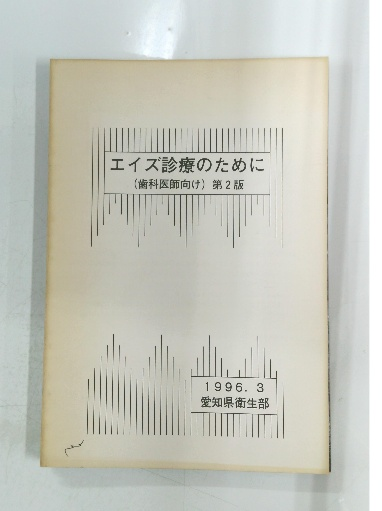 エイズ診療のために
(歯科医師向け) 第2版
1996.3
愛知県衛生部